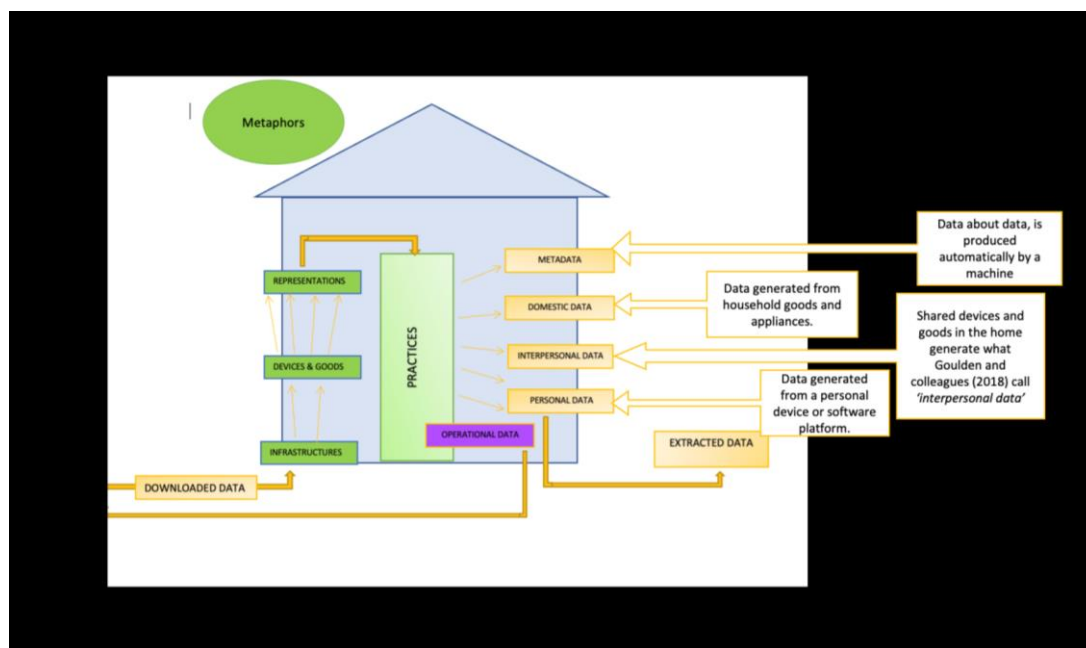 Metaphors
REPRESENTATIONS
DEVICES & GOODS
INFRASTRUCTURES
DOWNLOADED DATA
PRACTICES
METADATA
DOMESTIC DATA
INTERPERSONAL DATA
PERSONAL DATA
OPERATIONAL DATA
EXTRACTED DATA
Data about data, is
produced
automatically by a
machine
Data generated from
household goods and
appliances.
Shared devices and
goods in the home
generate what
Goulden and
colleagues (2018) call
‘interpersonal data’
Data generated
from a personal
device or software
platform.